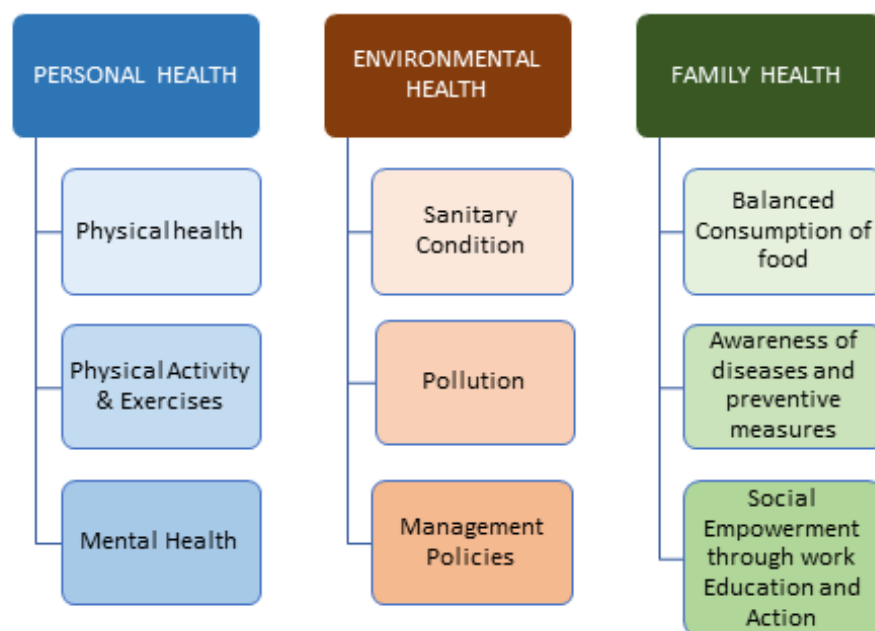 PERSONAL HEALTH
Physical health
Physical Activity
& Exercises
Mental Health
ENVIRONMENTAL
HEALTH
Sanitary
Condition
Pollution
Management
Policies
FAMILY HEALTH
Balanced
Consumption of
food
Awareness of
diseases and
preventive
measures
Social
Empowerment
through work
Education and
Action